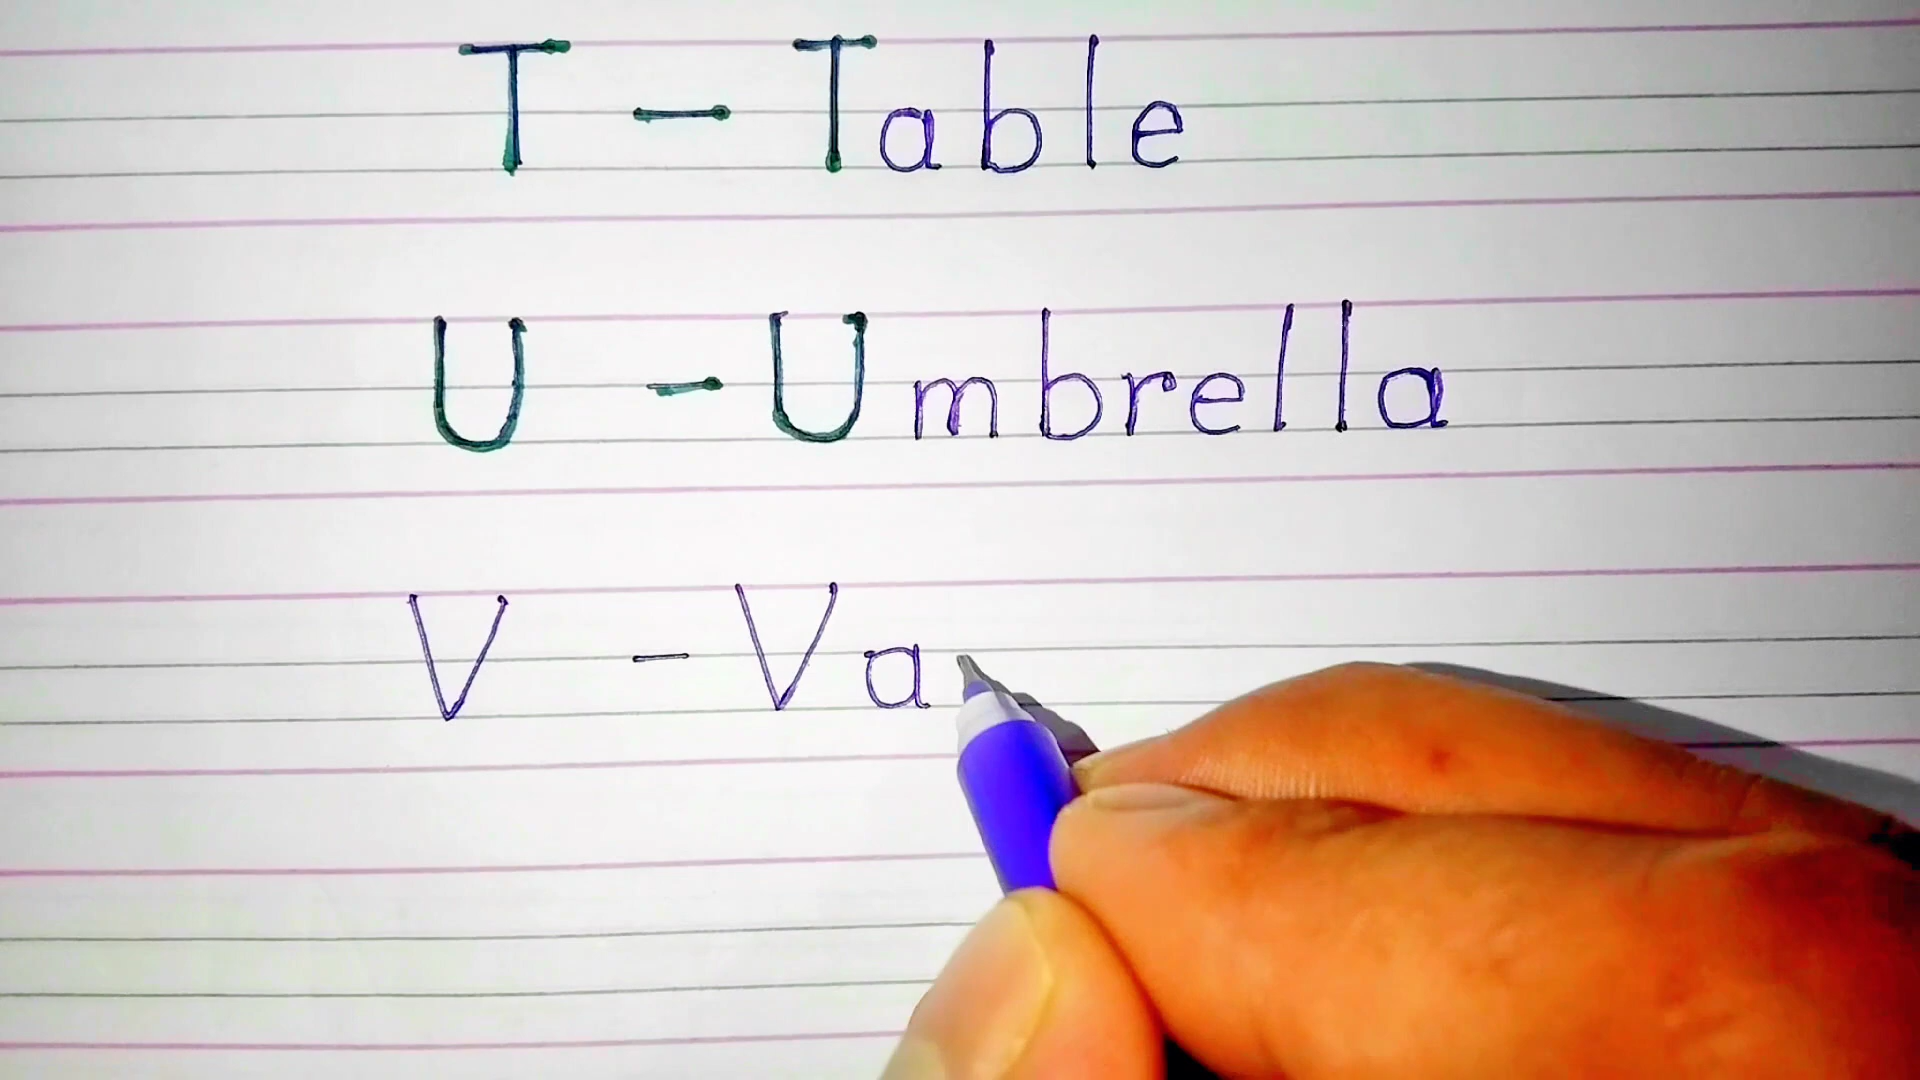 T - Table
U - Umbrella
V - Va